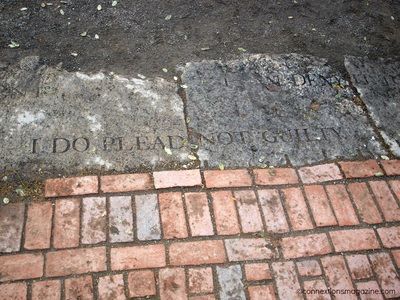 I DO PLEAD NOT GUILTY
©connexionsmagazine.com